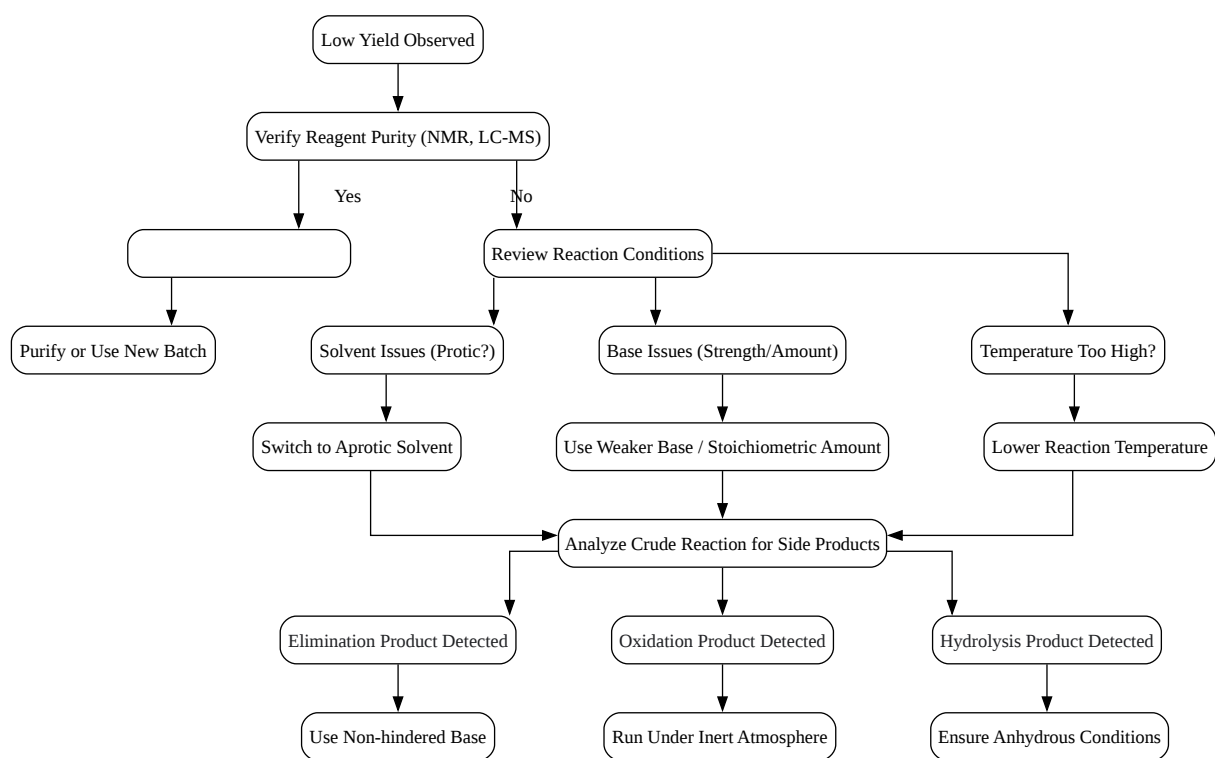 Low Yield Observed
Verify Reagent Purity (NMR, LC-MS)
Yes
No
Review Reaction Conditions
Purify or Use New Batch
Solvent Issues (Protic?)
Base Issues (Strength/Amount)
Temperature Too High?
Switch to Aprotic Solvent
Use Weaker Base / Stoichiometric Amount
Lower Reaction Temperature
Analyze Crude Reaction for Side Products
Elimination Product Detected
Oxidation Product Detected
Hydrolysis Product Detected
Use Non-hindered Base
Run Under Inert Atmosphere
Ensure Anhydrous Conditions